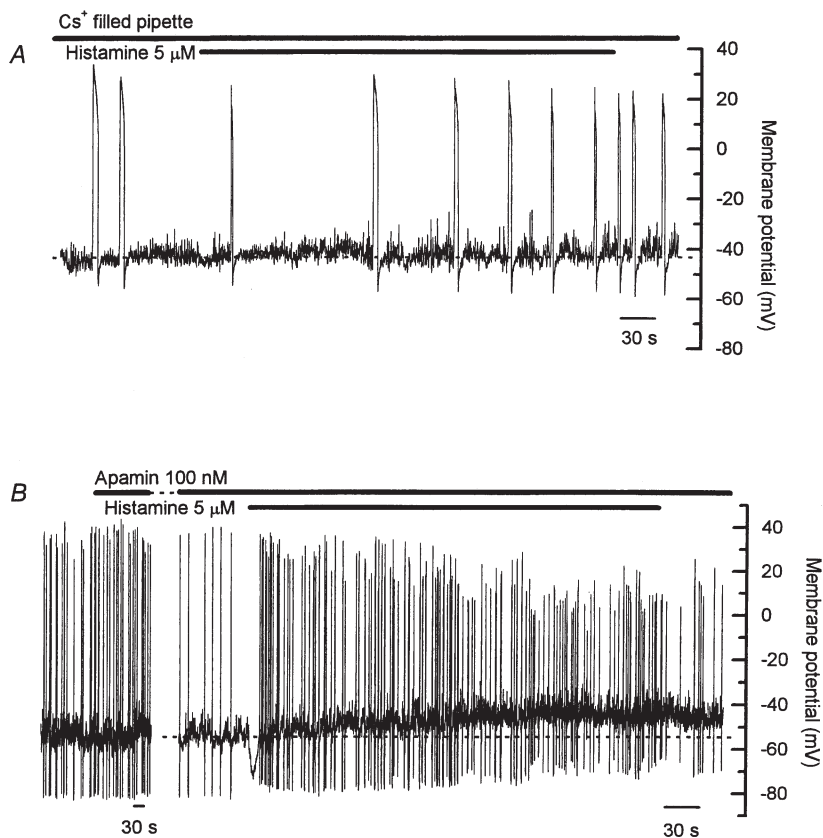 Cs+ filled pipette
A
Histamine 5 µM
40
20
0
-20
-40
-60
-80
Membrane potential (mV)
30 s
Apamin 100 nM
B
Histamine 5 µM
40
20
0
-20
-40
-60
-80
Membrane potential (mV)
30 s
30 s